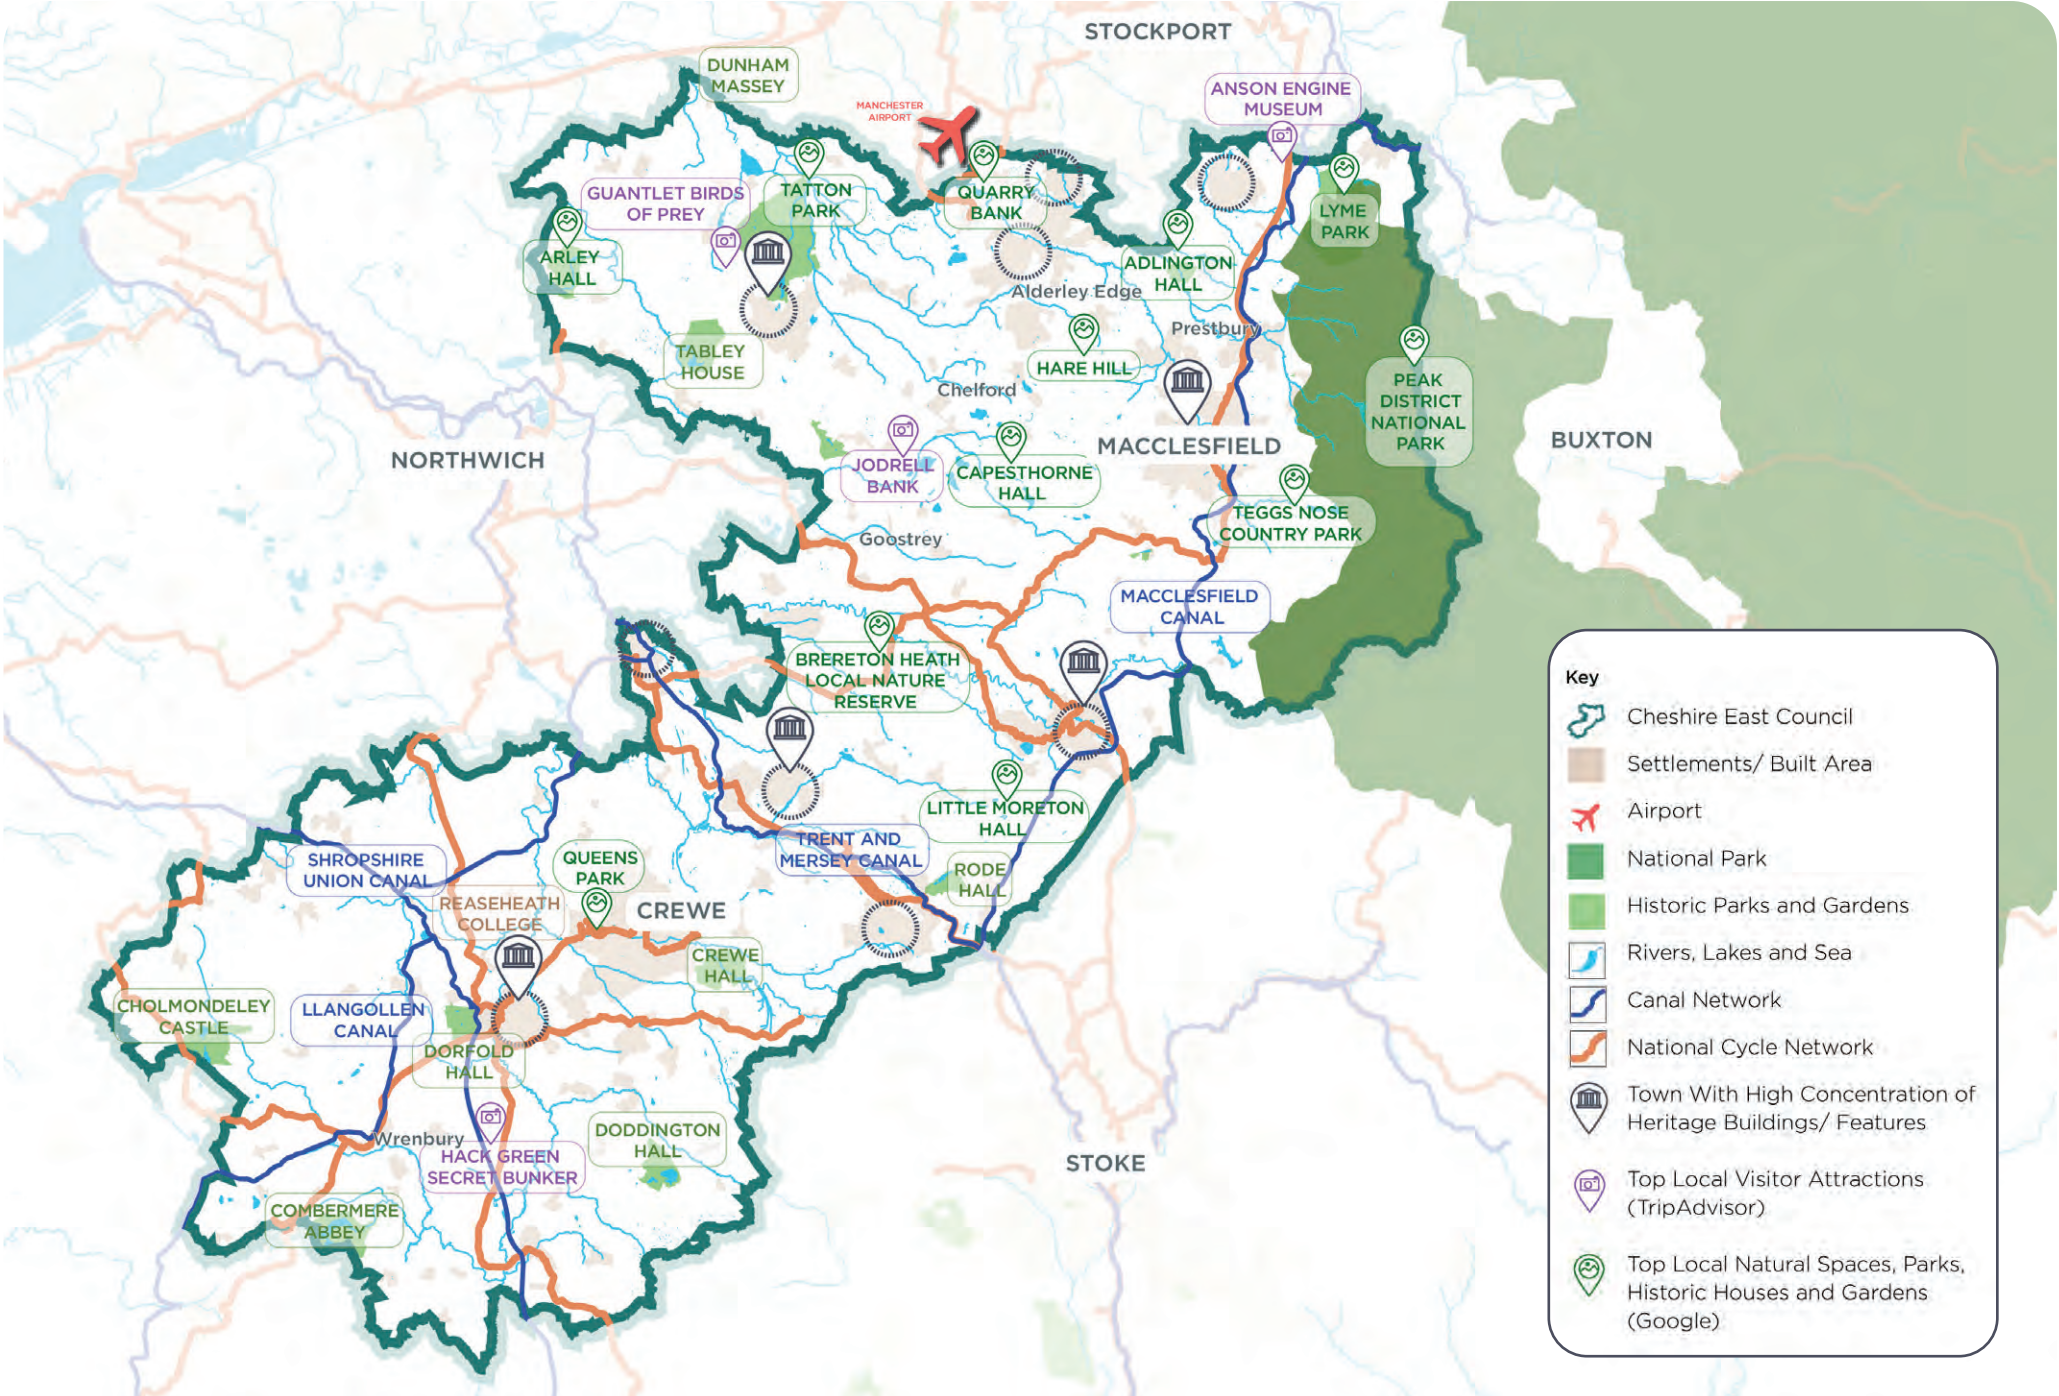 STOCKPORT
DUNHAM
MASSEY
MANCHESTER
AIRPORT
ANSON ENGINE
MUSEUM
GUANTLET BIRDS
OF PREY
TATTON
PARK
QUARRY
BANK
LYME
PARK
ARLEY
HALL
ADLINGTON
HALL
Alderley Edge
Prestbury
TABLEY
HOUSE
HARE HILL
Chelford
PEAK
DISTRICT
NATIONAL
PARK
NORTHWICH
MACCLESFIELD
BUXTON
JODRELL
BANK
CAPESTHORNE
HALL
TEGGS NOSE
COUNTRY PARK
Goostrey
MACCLESFIELD
CANAL
BRERETON HEATH
LOCAL NATURE
RESERVE
LITTLE MORETON
HALL
TRENT AND
MERSEY CANAL
SHROPSHIRE
UNION CANAL
QUEENS
PARK
RODE
HALL
REASEHEATH
COLLEGE
CREWE
CREWE
HALL
CHOLMONDELEY
CASTLE
LLANGOLLEN
CANAL
DORFOLD
HALL
Wrenbury
HACK GREEN
SECRET BUNKER
DODDINGTON
HALL
STOKE
COMBERMERE
ABBEY
Key
Cheshire East Council
Settlements/ Built Area
Airport
National Park
Historic Parks and Gardens
Rivers, Lakes and Sea
Canal Network
National Cycle Network
Town With High Concentration of
Heritage Buildings/ Features
Top Local Visitor Attractions
(TripAdvisor)
Top Local Natural Spaces, Parks,
Historic Houses and Gardens
(Google)